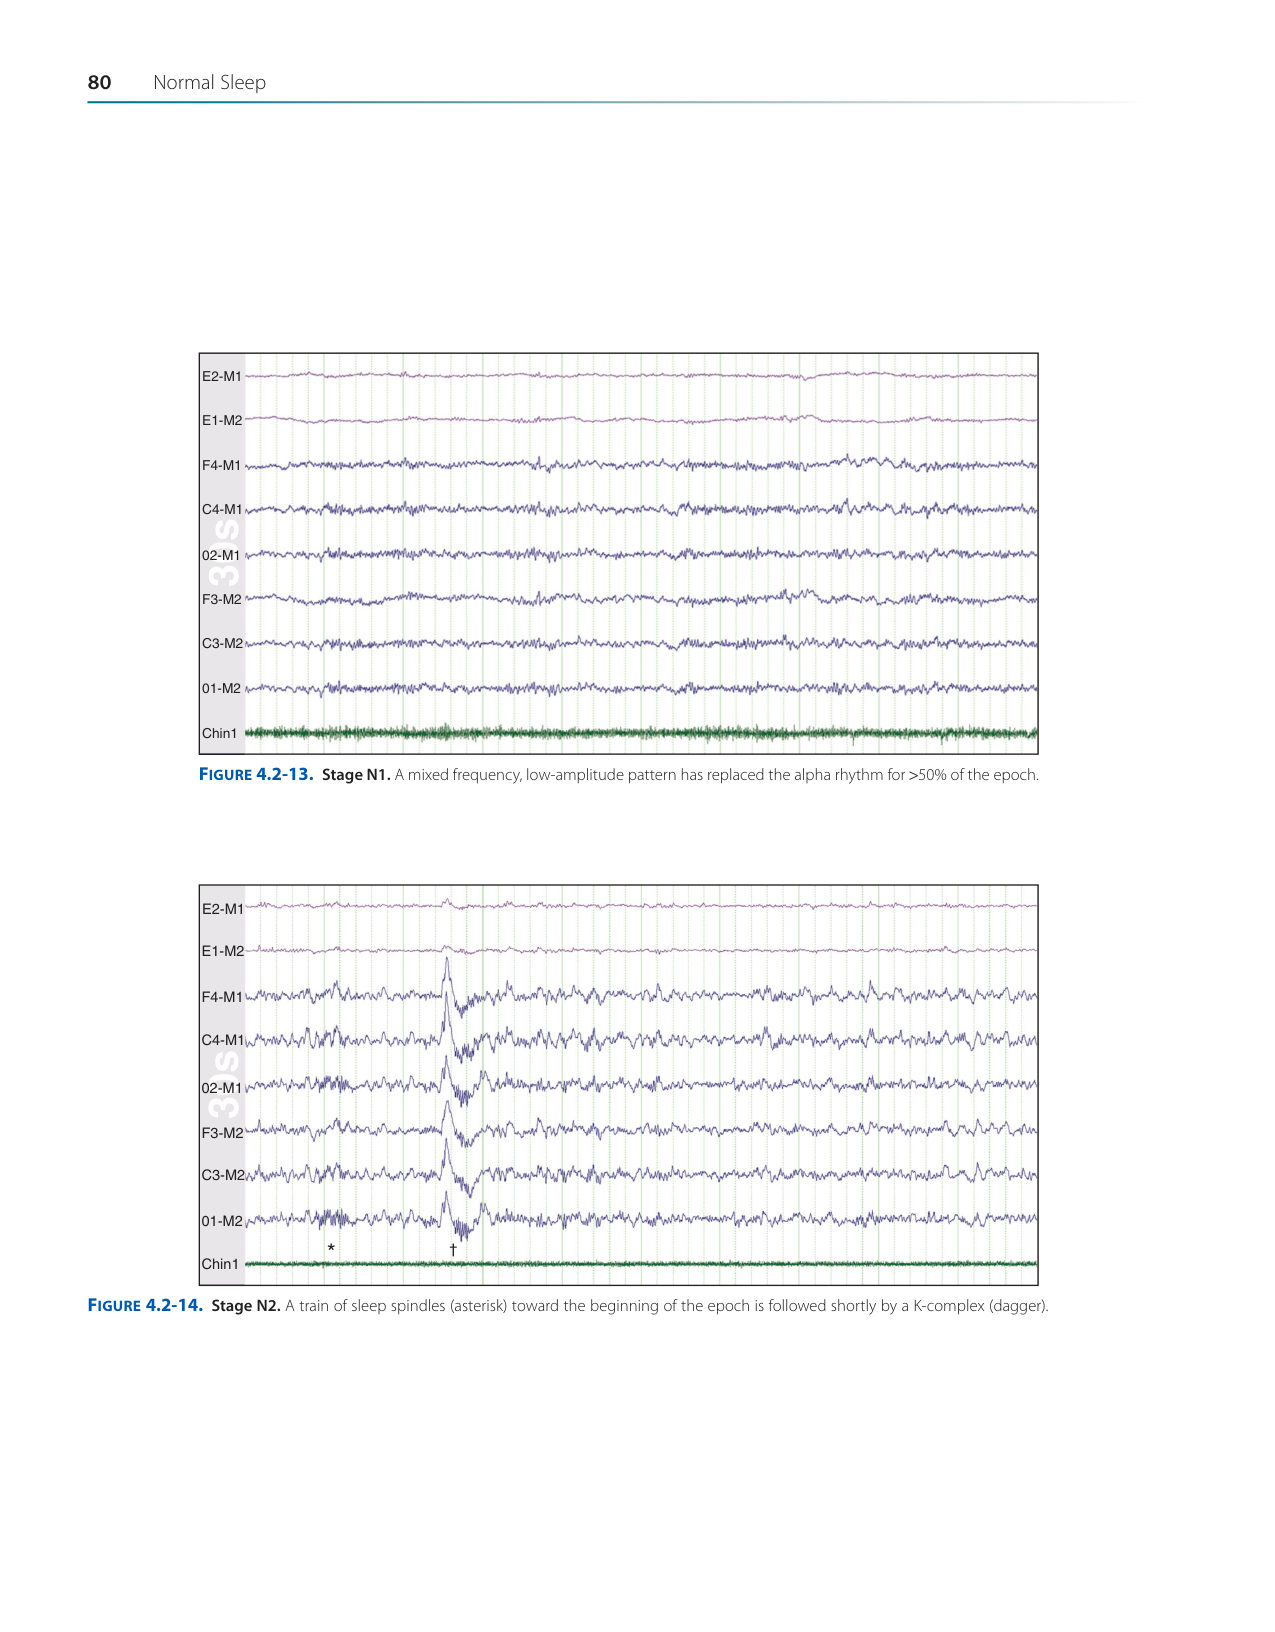 80 Normal Sleep
E2-M1
E1-M2
F4-M1
C4-M1
02-M1
F3-M2
C3-M2
01-M2
Chin1
30s
FIGURE 4.2-13. Stage N1. A mixed frequency, low-amplitude pattern has replaced the alpha rhythm for >50% of the epoch.
E2-M1
E1-M2
F4-M1
C4-M1
02-M1
F3-M2
C3-M2
01-M2
* †
Chin1
30s
FIGURE 4.2-14. Stage N2. A train of sleep spindles (asterisk) toward the beginning of the epoch is followed shortly by a K-complex (dagger).